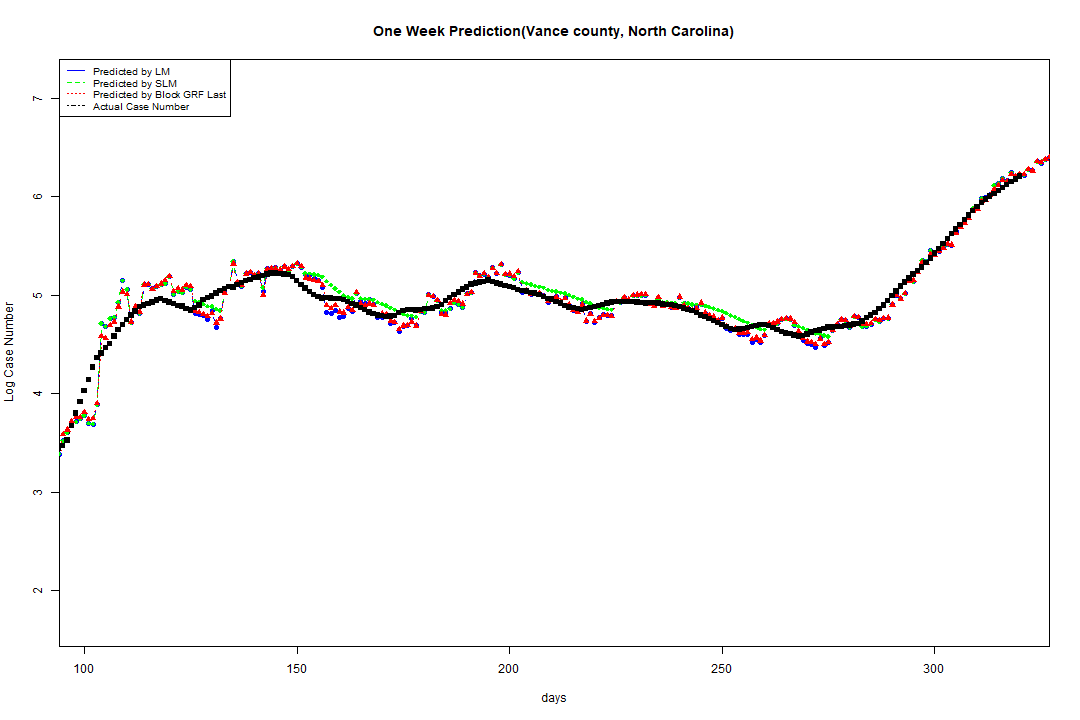 One Week Prediction(Vance county, North Carolina)
Predicted by LM
Predicted by SLM
Predicted by Block GRF Last
Actual Case Number
7
6
5
4
3
2
Log Case Number
100 150 200 250 300
days